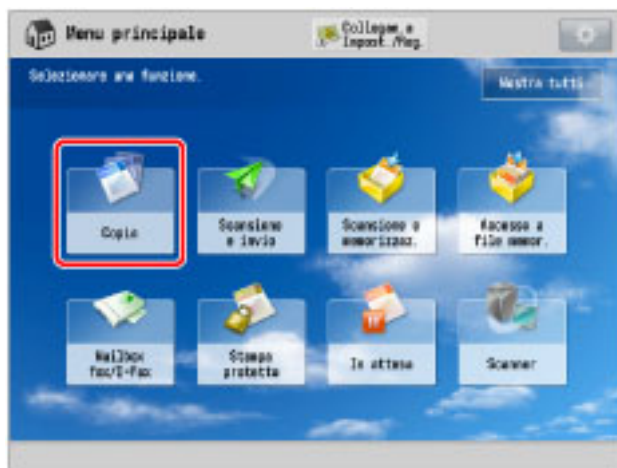 Menu principale
Collegam. a
Impost./Reg.
Selezionare una funzione.
Mostra tutti
Copia
Scansione
e invio
Scansione e
memorizzaz.
Accesso a
file memor.
Mailbox
fax/I-Fax
Stampa
protetta
In attesa
Scanner